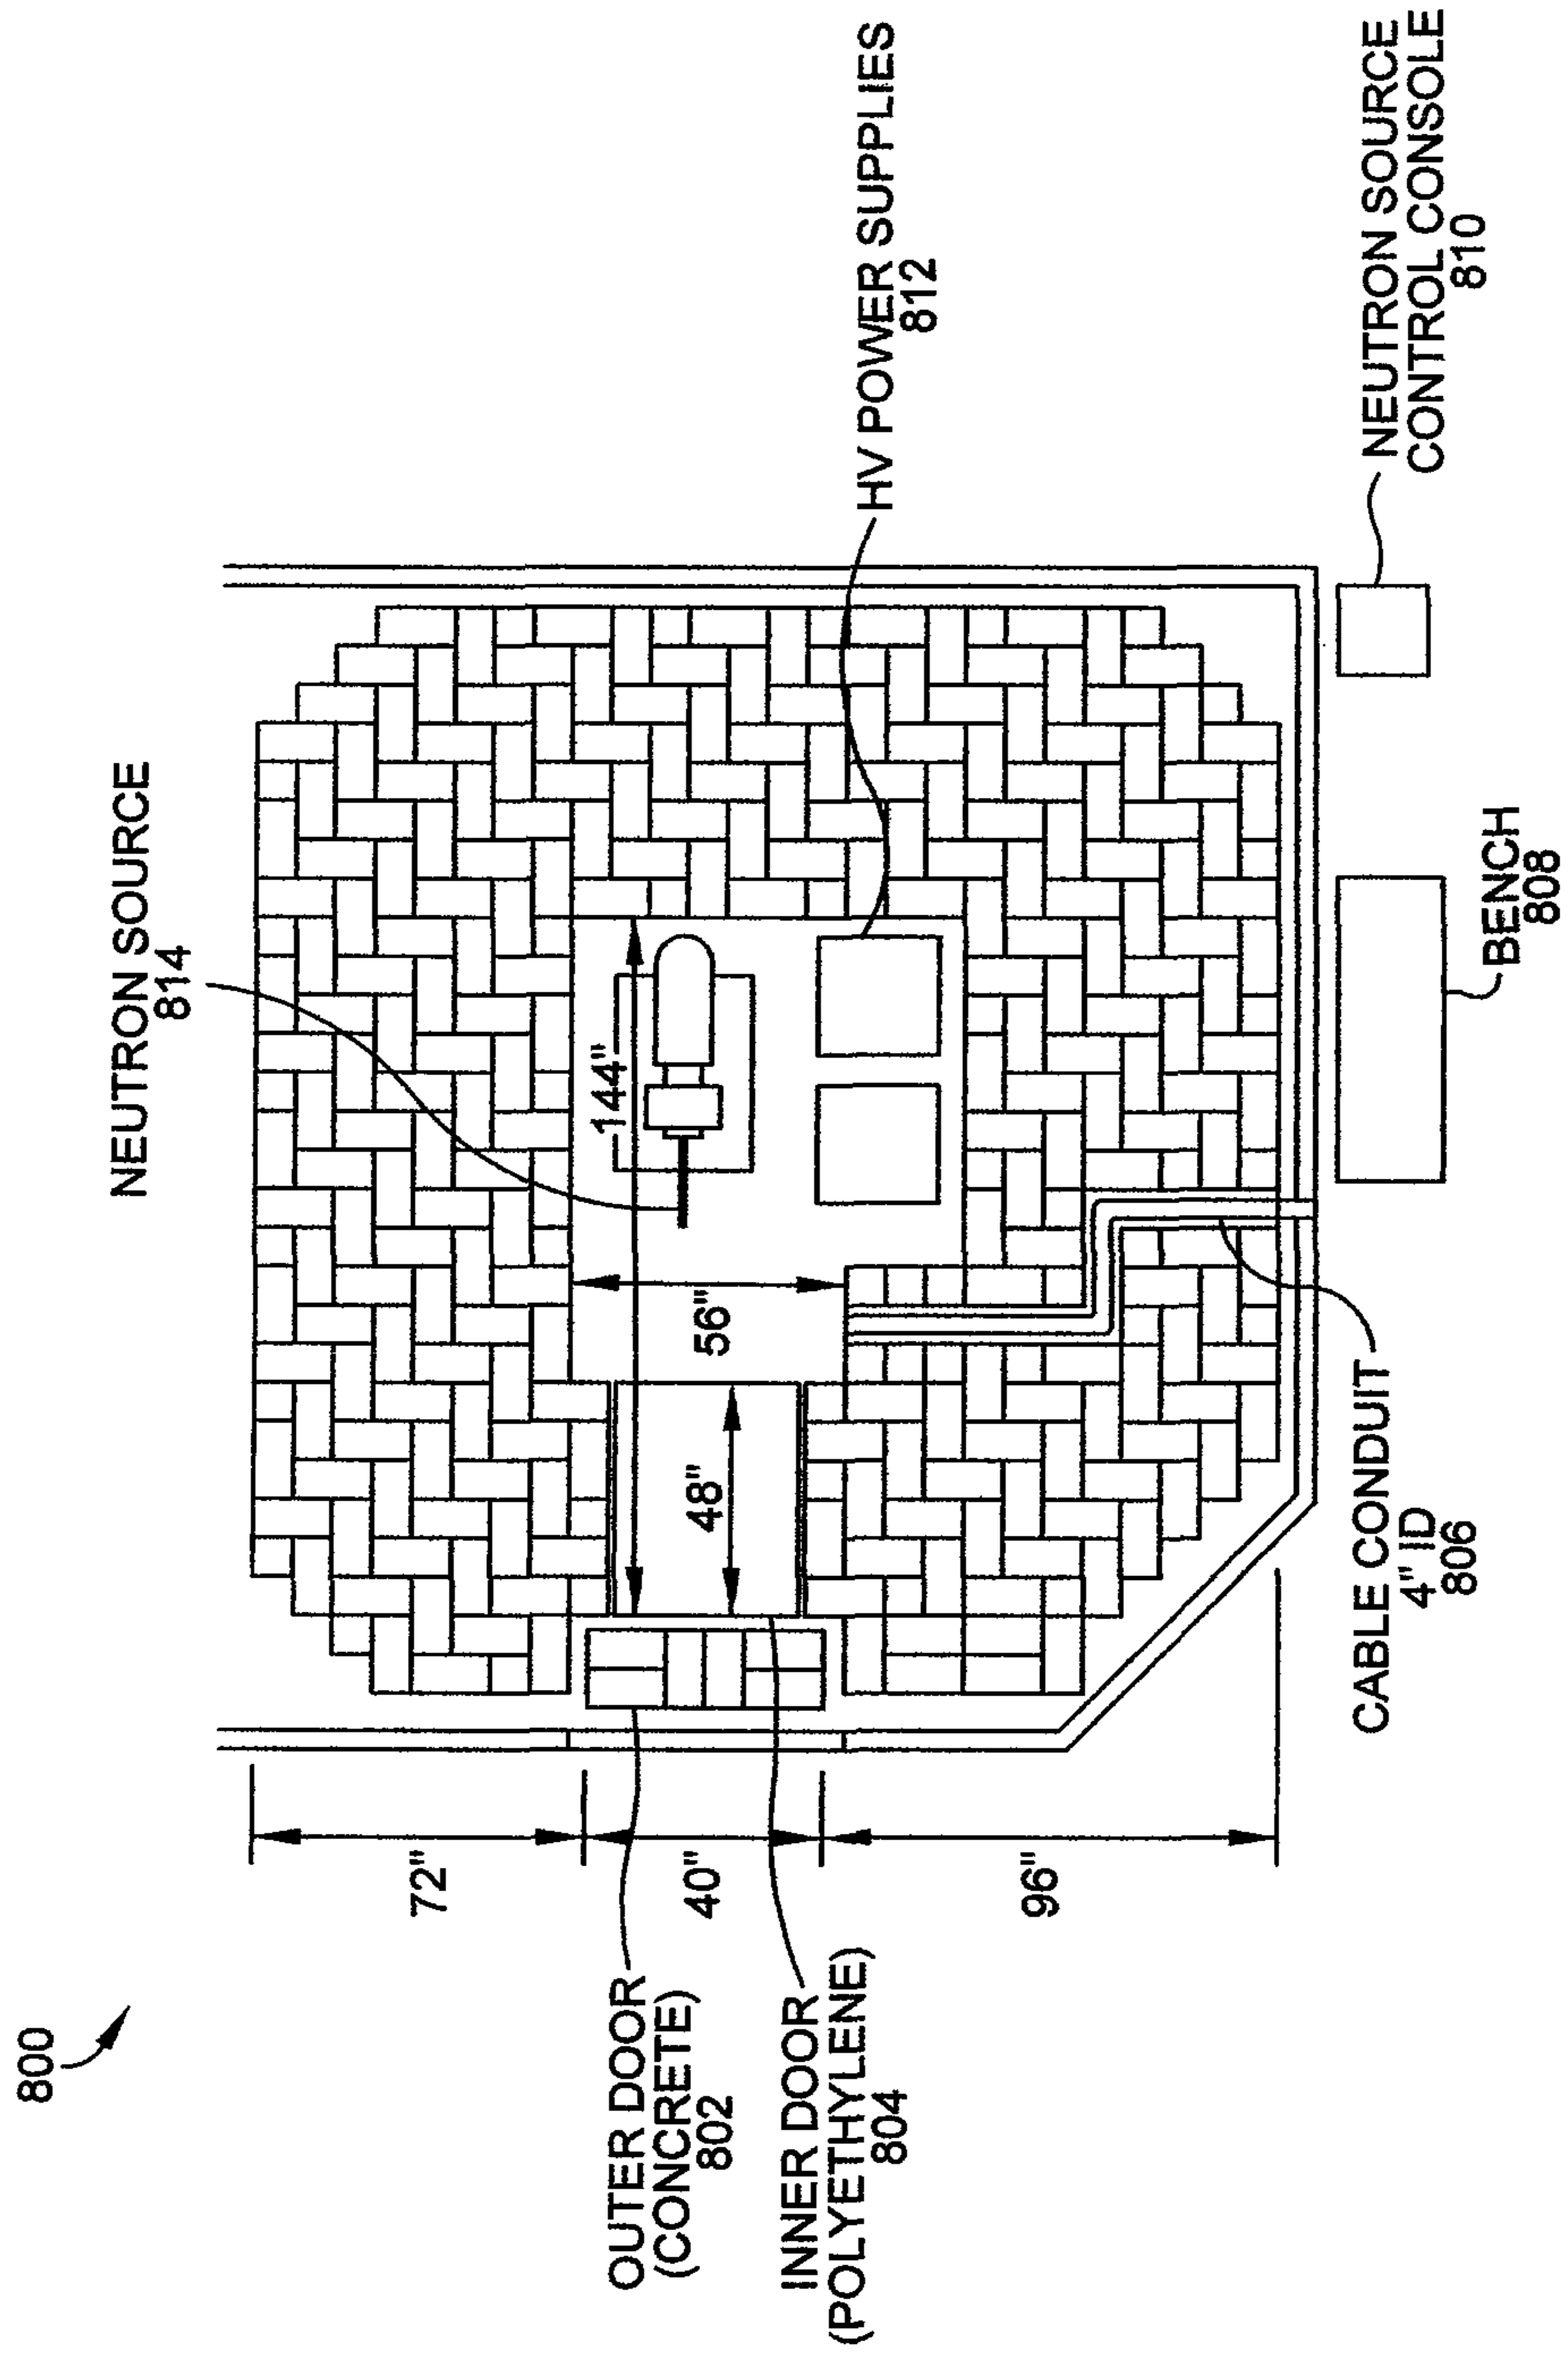 800
NEUTRON SOURCE
814
HV POWER SUPPLIES
812
NEUTRON SOURCE
CONTROL CONSOLE
810
BENCH
808
CABLE CONDUIT
4" ID
806
OUTER DOOR
(CONCRETE)
802
INNER DOOR
(POLYETHYLENE)
804
72"
40"
96"
144"
56"
48"